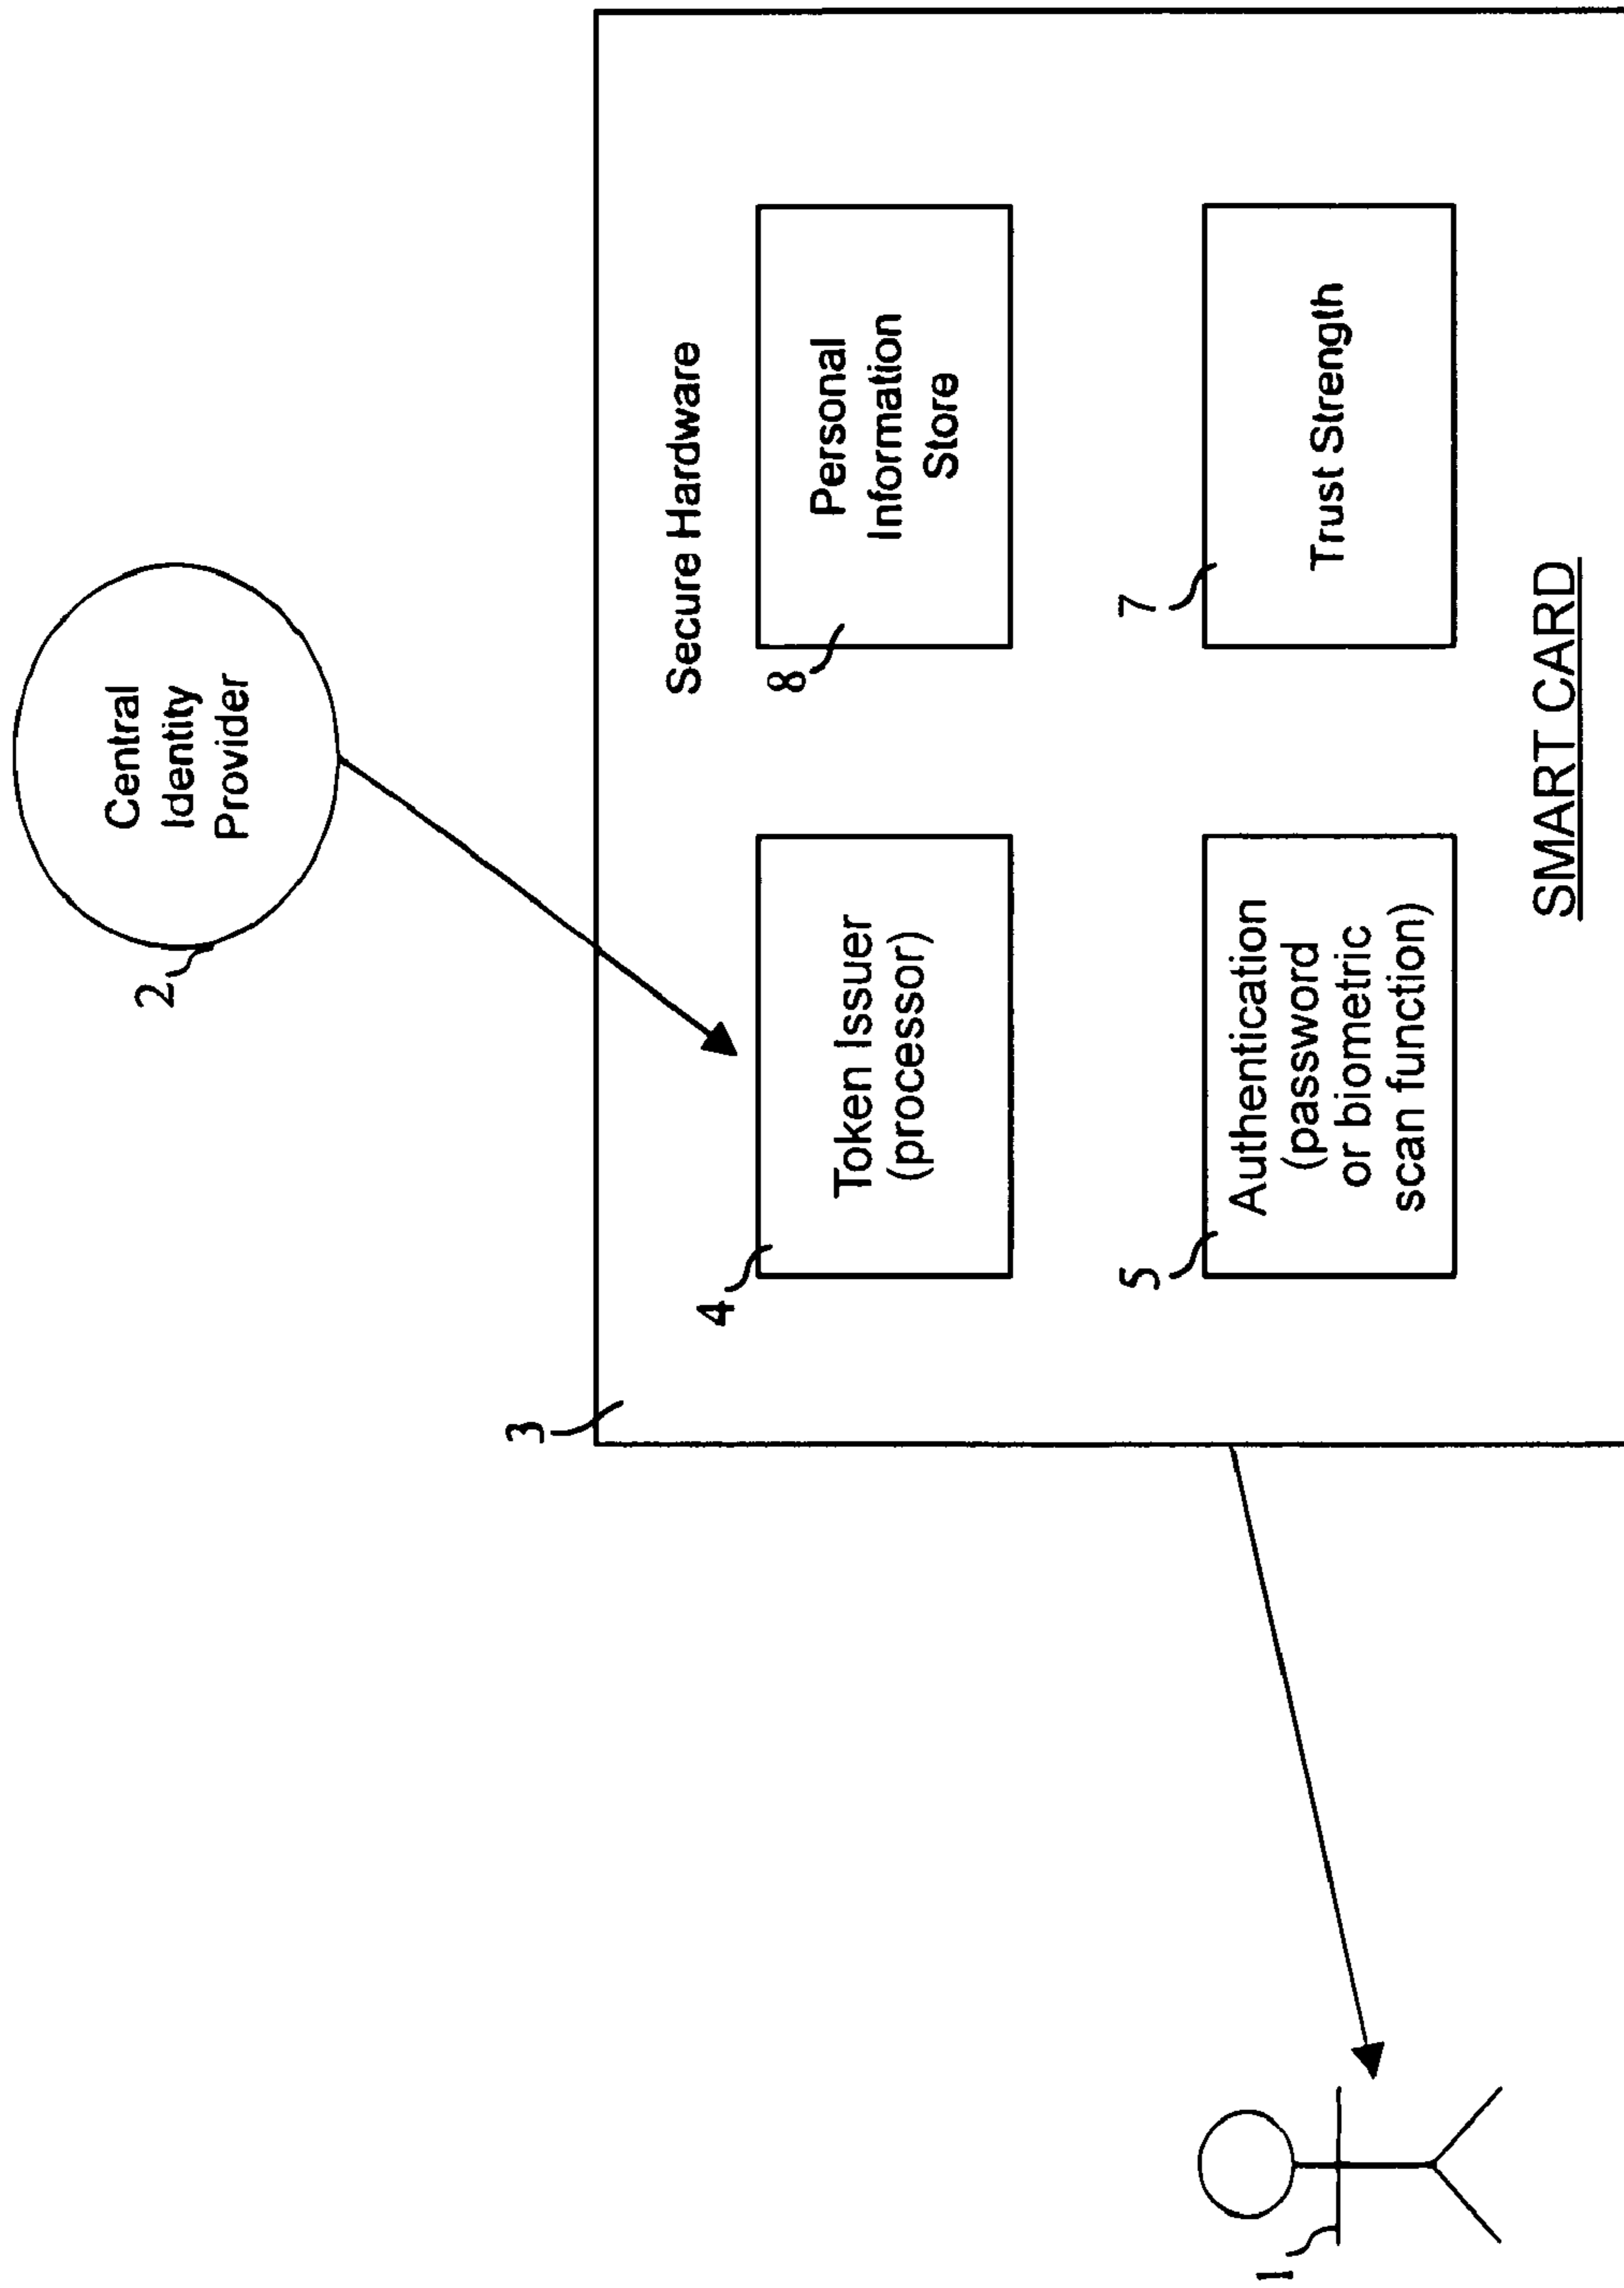 Central
Identity
Provider
2
3
Secure Hardware
4
Token Issuer
(processor)
8
Personal
Information
Store
5
Authentication
(password
or biometric
scan function)
7
Trust Strength
SMART CARD
1